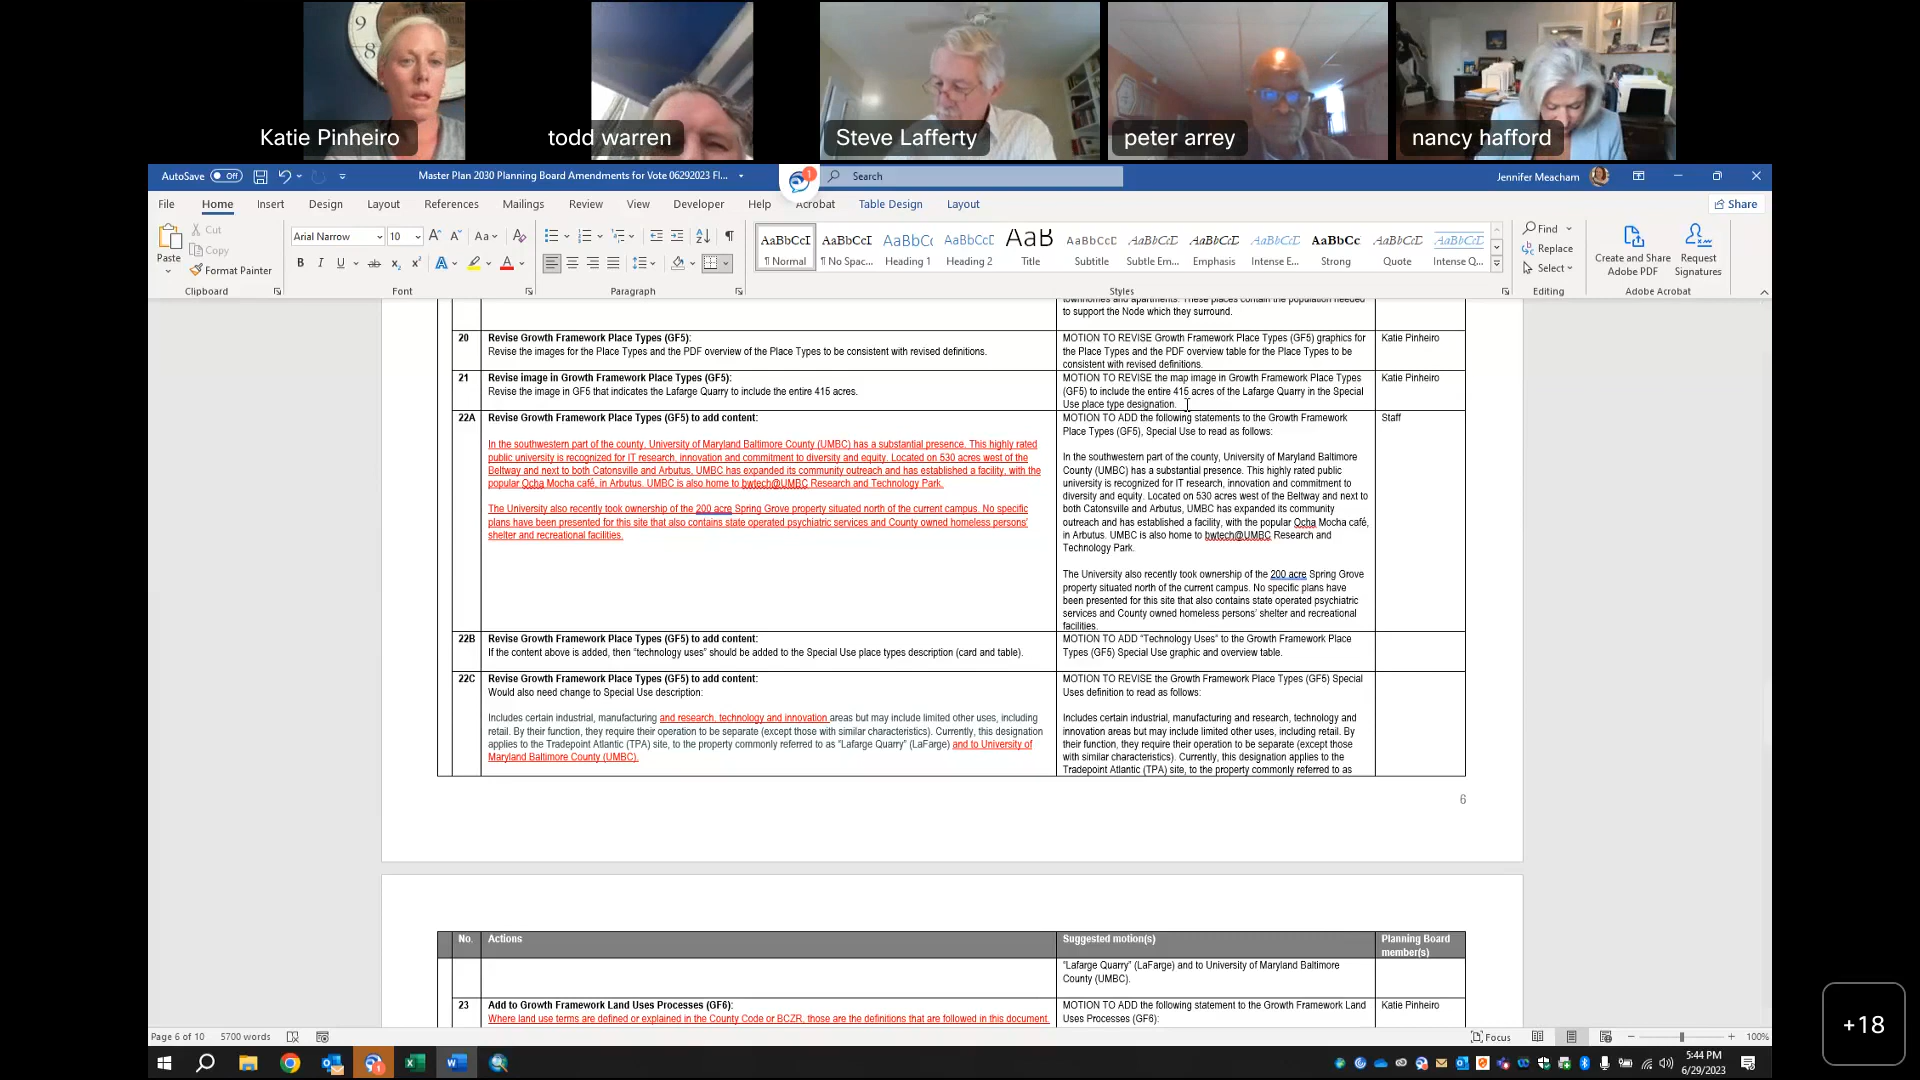 Katie Pinheiro
todd warren
Steve Lafferty
peter arrey
nancy hafford
AutoSave Off
Master Plan 2030 Planning Board Amendments for Vote 06292023 Fl...
1
Search
Jennifer Meacham
File Home Insert Design Layout References Mailings Review View Developer Help Acrobat Table Design Layout
Share
Paste
Cut
Copy
Format Painter
Clipboard
Arial Narrow 10
Font
Paragraph
AaBbCcI AaBbCcI AaBbC AaBbCcC AaB AaBbCcC AaBbCcC AaBbCcC AaBbCcC AaBbCc AaBbCcC AaBbCcC
¶ Normal ¶ No Spac... Heading 1 Heading 2 Title Subtitle Subtle Em... Emphasis Intense E... Strong Quote Intense Q...
Styles
Find
Replace
Select
Editing
Create and Share Adobe PDF
Request Signatures
Adobe Acrobat
townhomes and apartments. These places contain the population needed
to support the Node which they surround.
20
Revise Growth Framework Place Types (GF5):
Revise the images for the Place Types and the PDF overview of the Place Types to be consistent with revised definitions.
MOTION TO REVISE Growth Framework Place Types (GF5) graphics for
the Place Types and the PDF overview table for the Place Types to be
consistent with revised definitions.
Katie Pinheiro
21
Revise image in Growth Framework Place Types (GF5):
Revise the image in GF5 that indicates the Lafarge Quarry to include the entire 415 acres.
MOTION TO REVISE the map image in Growth Framework Place Types
(GF5) to include the entire 415 acres of the Lafarge Quarry in the Special
Use place type designation.
Katie Pinheiro
22A
Revise Growth Framework Place Types (GF5) to add content:
In the southwestern part of the county, University of Maryland Baltimore County (UMBC) has a substantial presence. This highly rated
public university is recognized for IT research, innovation and commitment to diversity and equity. Located on 530 acres west of the
Beltway and next to both Catonsville and Arbutus, UMBC has expanded its community outreach and has established a facility, with the
popular Ocha Mocha café, in Arbutus. UMBC is also home to bwtech@UMBC Research and Technology Park.
The University also recently took ownership of the 200 acre Spring Grove property situated north of the current campus. No specific
plans have been presented for this site that also contains state operated psychiatric services and County owned homeless persons'
shelter and recreational facilities.
MOTION TO ADD the following statements to the Growth Framework
Place Types (GF5), Special Use to read as follows:
In the southwestern part of the county, University of Maryland Baltimore
County (UMBC) has a substantial presence. This highly rated public
university is recognized for IT research, innovation and commitment to
diversity and equity. Located on 530 acres west of the Beltway and next to
both Catonsville and Arbutus, UMBC has expanded its community
outreach and has established a facility, with the popular Ocha Mocha café,
in Arbutus. UMBC is also home to bwtech@UMBC Research and
Technology Park.
The University also recently took ownership of the 200 acre Spring Grove
property situated north of the current campus. No specific plans have
been presented for this site that also contains state operated psychiatric
services and County owned homeless persons' shelter and recreational
facilities.
Staff
22B
Revise Growth Framework Place Types (GF5) to add content:
If the content above is added, then "technology uses" should be added to the Special Use place types description (card and table).
MOTION TO ADD "Technology Uses" to the Growth Framework Place
Types (GF5) Special Use graphic and overview table.
22C
Revise Growth Framework Place Types (GF5) to add content:
Would also need change to Special Use description:
Includes certain industrial, manufacturing and research, technology and innovation areas but may include limited other uses, including
retail. By their function, they require their operation to be separate (except those with similar characteristics). Currently, this designation
applies to the Tradepoint Atlantic (TPA) site, to the property commonly referred to as "Lafarge Quarry" (LaFarge) and to University of
Maryland Baltimore County (UMBC).
MOTION TO REVISE the Growth Framework Place Types (GF5) Special
Uses definition to read as follows:
Includes certain industrial, manufacturing and research, technology and
innovation areas but may include limited other uses, including retail. By
their function, they require their operation to be separate (except those
with similar characteristics). Currently, this designation applies to the
Tradepoint Atlantic (TPA) site, to the property commonly referred to as
6
No. Actions Suggested motion(s) Planning Board
member(s)
"Lafarge Quarry" (LaFarge) and to University of Maryland Baltimore
County (UMBC).
23
Add to Growth Framework Land Uses Processes (GF6):
Where land use terms are defined or explained in the County Code or BCZR, those are the definitions that are followed in this document.
MOTION TO ADD the following statement to the Growth Framework Land
Uses Processes (GF6):
Katie Pinheiro
+18
Page 6 of 10 5700 words
Focus
100%
5:44 PM
6/29/2023